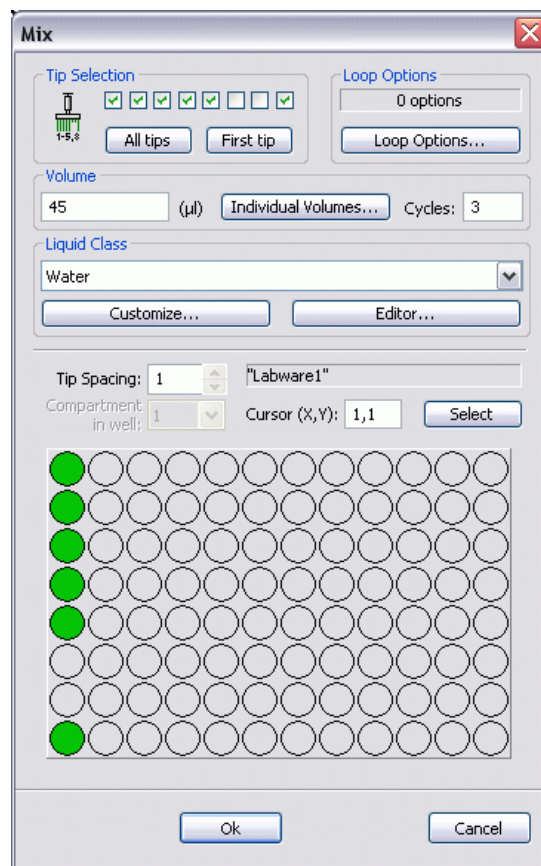 Mix
Tip Selection
1-5,8
All tips
First tip
Loop Options
0 options
Loop Options...
Volume
45
(µl)
Individual Volumes...
Cycles:
3
Liquid Class
Water
Customize...
Editor...
Tip Spacing:
1
"Labware1"
Compartment
in well:
1
Cursor (X,Y):
1,1
Select
Ok
Cancel